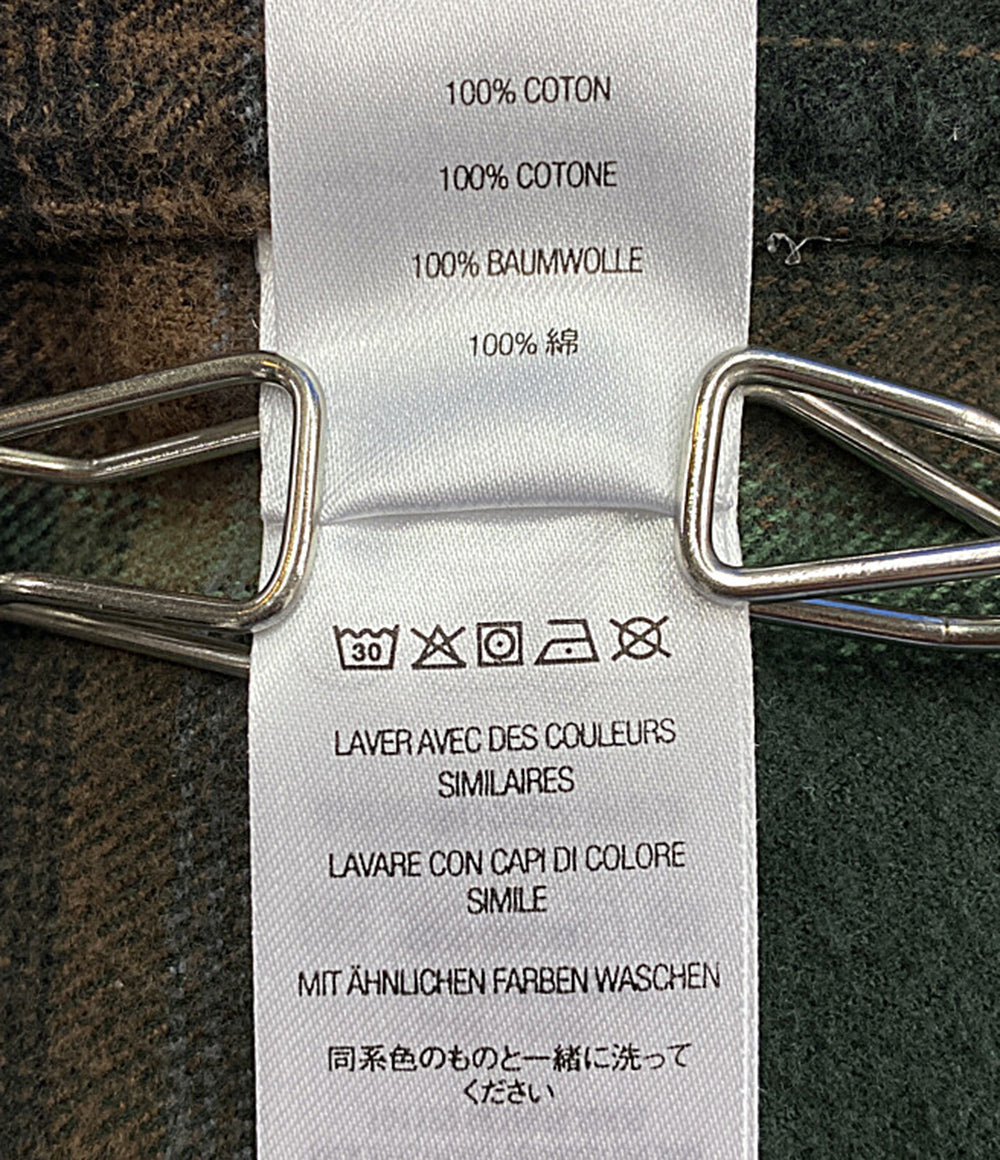 100% COTON
100% COTONE
100% BAUMWOLLE
100% 綿
30
LAVER AVEC DES COULEURS
SIMILAIRES
LAVARE CON CAPI DI COLORE
SIMILE
MIT ÄHNLICHEN FARBEN WASCHEN
同系色のものと一緒に洗って
ください